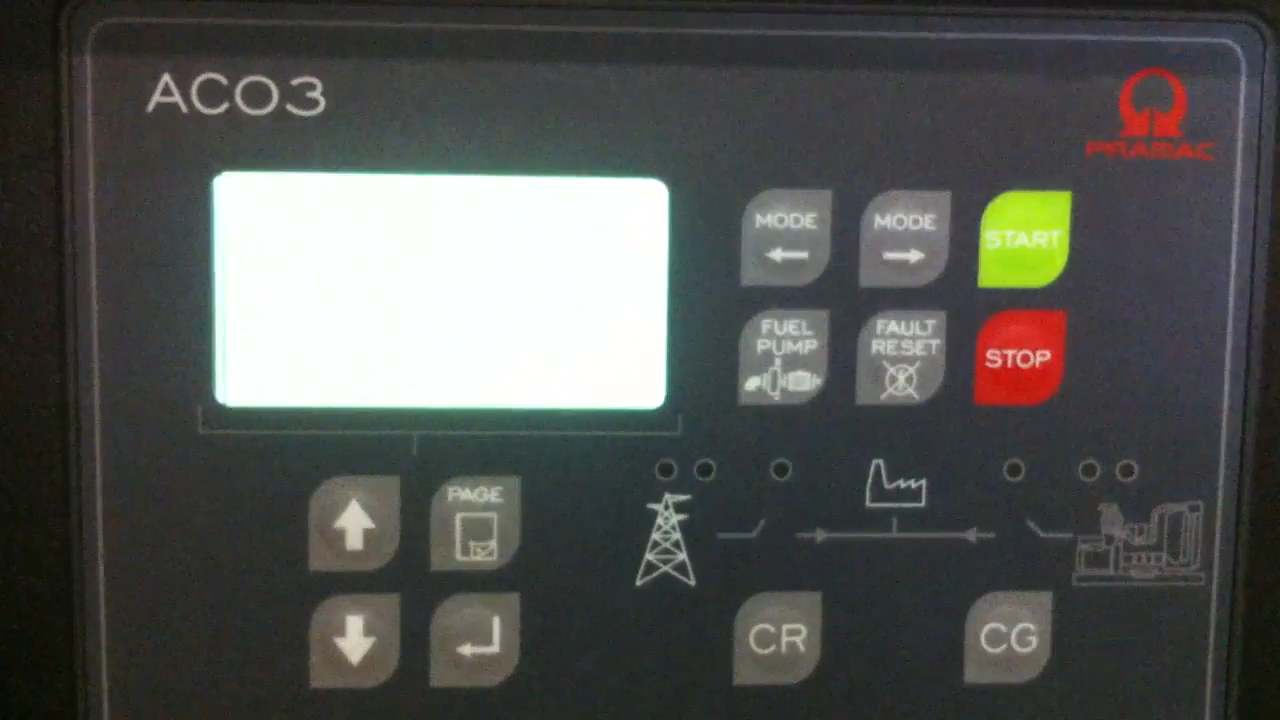 ACO3
PRAMAC
MODE
MODE
START
FUEL
PUMP
FAULT
RESET
STOP
PAGE
CR
CG